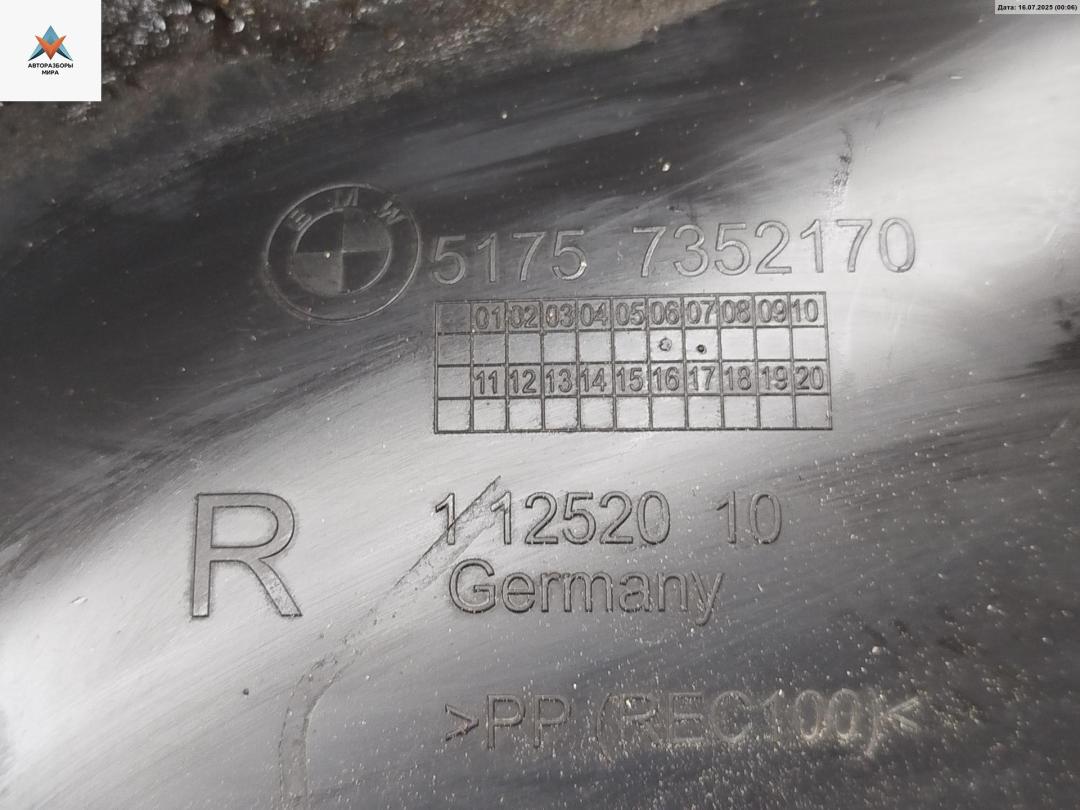 Дата: 16.07.2025 (00:06)
АВТОРАЗБОРЫ
МИРА
BMW
5175 7352170
01 02 03 04 05 06 07 08 09 10
11 12 13 14 15 16 17 18 19 20
R
1 12520 10
Germany
>PP (REC100)<